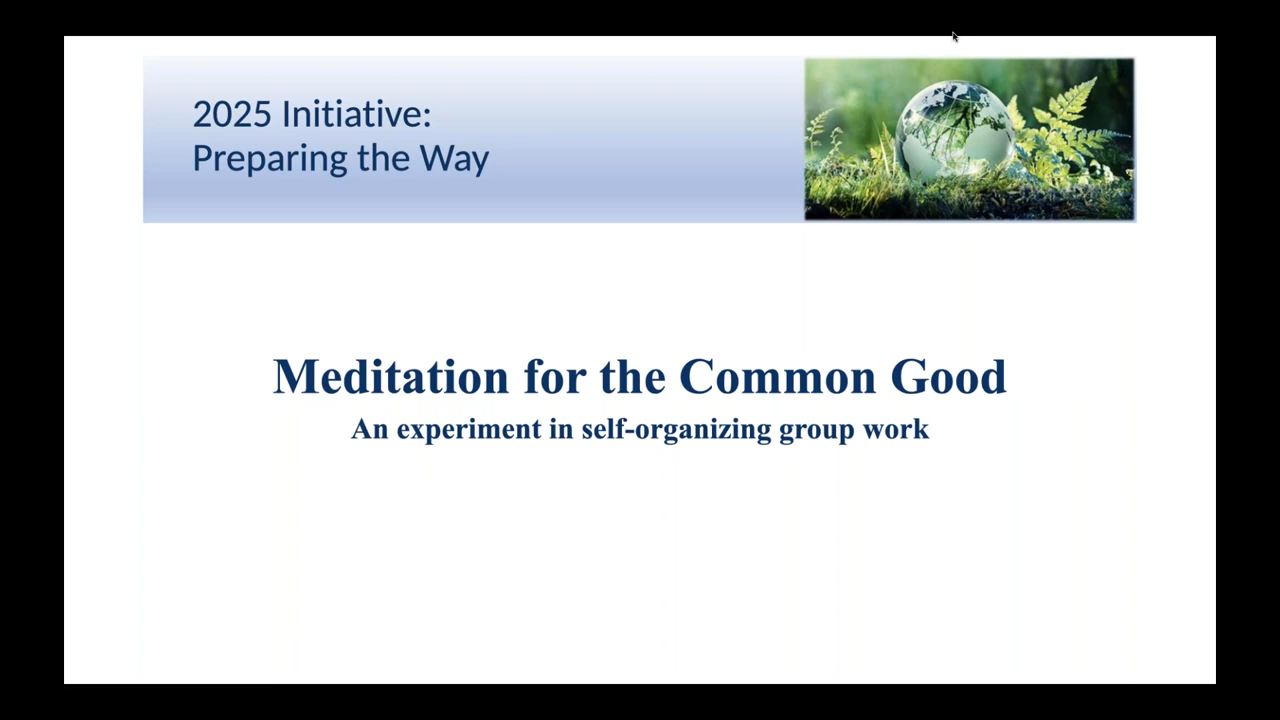 2025 Initiative:
Preparing the Way
Meditation for the Common Good
An experiment in self-organizing group work